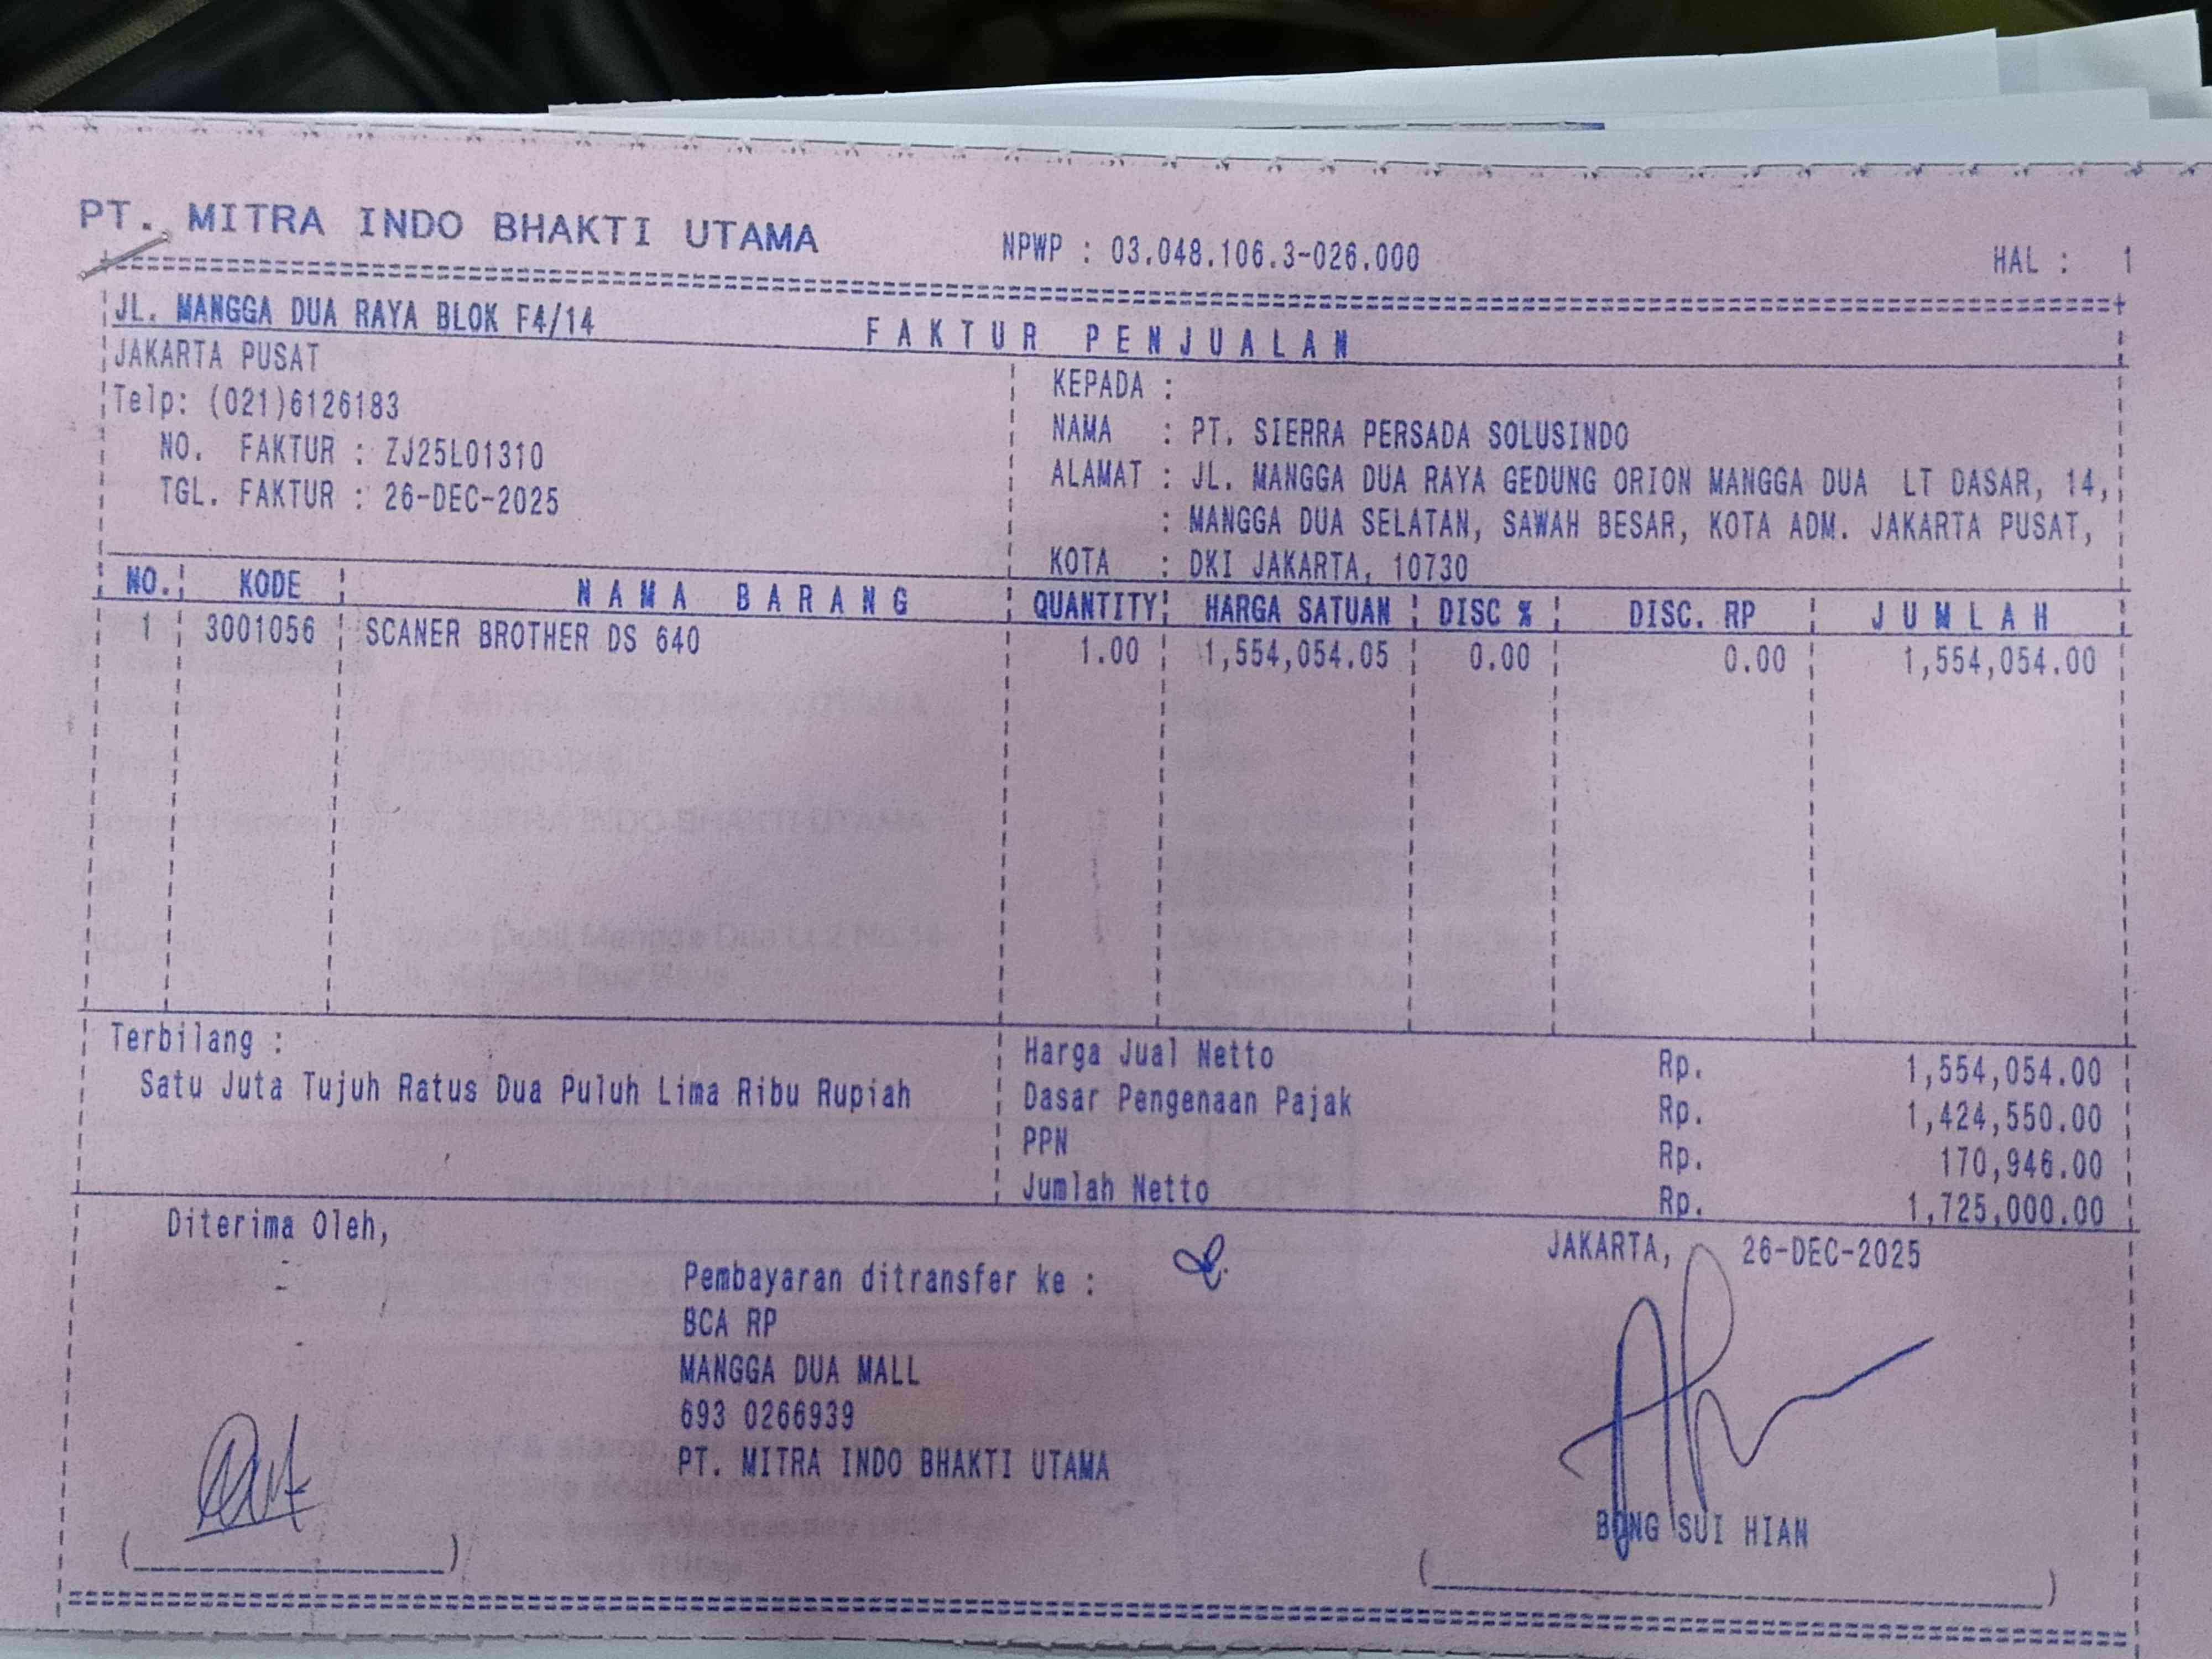 PT. MITRA INDO BHAKTI UTAMA
NPWP : 03.048.106.3-026.000
HAL : 1
JL. MANGGA DUA RAYA BLOK F4/14
FAKTUR PENJUALAN
JAKARTA PUSAT
Telp: (021)6126183
NO. FAKTUR : ZJ25L01310
TGL. FAKTUR : 26-DEC-2025
KEPADA :
NAMA : PT. SIERRA PERSADA SOLUSINDO
ALAMAT : JL. MANGGA DUA RAYA GEDUNG ORION MANGGA DUA LT DASAR, 14,
: MANGGA DUA SELATAN, SAWAH BESAR, KOTA ADM. JAKARTA PUSAT,
KOTA : DKI JAKARTA, 10730
NO. KODE NAMA BARANG QUANTITY HARGA SATUAN DISC % DISC. RP JUMLAH
1 3001056 SCANER BROTHER DS 640 1.00 1,554,054.05 0.00 0.00 1,554,054.00
Terbilang :
Satu Juta Tujuh Ratus Dua Puluh Lima Ribu Rupiah
Harga Jual Netto Rp. 1,554,054.00
Dasar Pengenaan Pajak Rp. 1,424,550.00
PPN Rp. 170,946.00
Jumlah Netto Rp. 1,725,000.00
Diterima Oleh,
Pembayaran ditransfer ke :
BCA RP
MANGGA DUA MALL
693 0266939
PT. MITRA INDO BHAKTI UTAMA
JAKARTA, 26-DEC-2025
BONG SUI HIAN